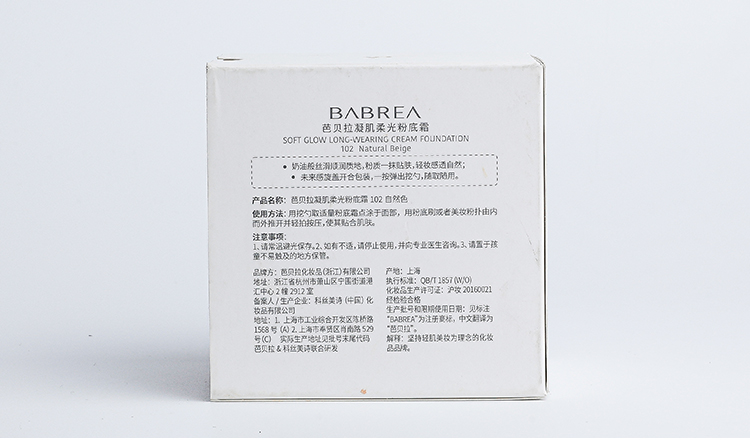 BABREA
芭贝拉凝肌柔光粉底霜
SOFT GLOW LONG-WEARING CREAM FOUNDATION
102 Natural Beige
• 奶油般丝滑顺润质地,粉质一抹贴肤,轻妆感透自然;
• 未来感旋盖开合包装,一按弹出挖勺,随取随用。
产品名称:芭贝拉凝肌柔光粉底霜 102 自然色
使用方法:用挖勺取适量粉底霜点涂于面部,用粉底刷或者美妆粉扑由内
而外推开并轻拍按压,使其贴合肌肤。
注意事项:
1、请常温避光保存。2、如有不适,请停止使用,并向专业医生咨询。3、请置于孩
童不易触及的地方保管。
品牌方:芭贝拉化妆品(浙江)有限公司
地址:浙江省杭州市萧山区宁围街道港
汇中心 2 幢 2912 室
备案人 / 生产企业:科丝美诗 (中国) 化
妆品有限公司
地址:1. 上海市工业综合开发区陈桥路
1568 号 (A) 2. 上海市奉贤区肖南路 529
号(C) 实际生产地址见批号末尾代码
芭贝拉 & 科丝美诗联合研发
产地:上海
执行标准:QB/T 1857 (W/O)
化妆品生产许可证:沪妆 20160021
经检验合格
生产批号和限期使用日期:见标注
“BABREA”为注册商标,中文翻译为
“芭贝拉”。
解释:坚持轻肌美妆为理念的化妆
品品牌。